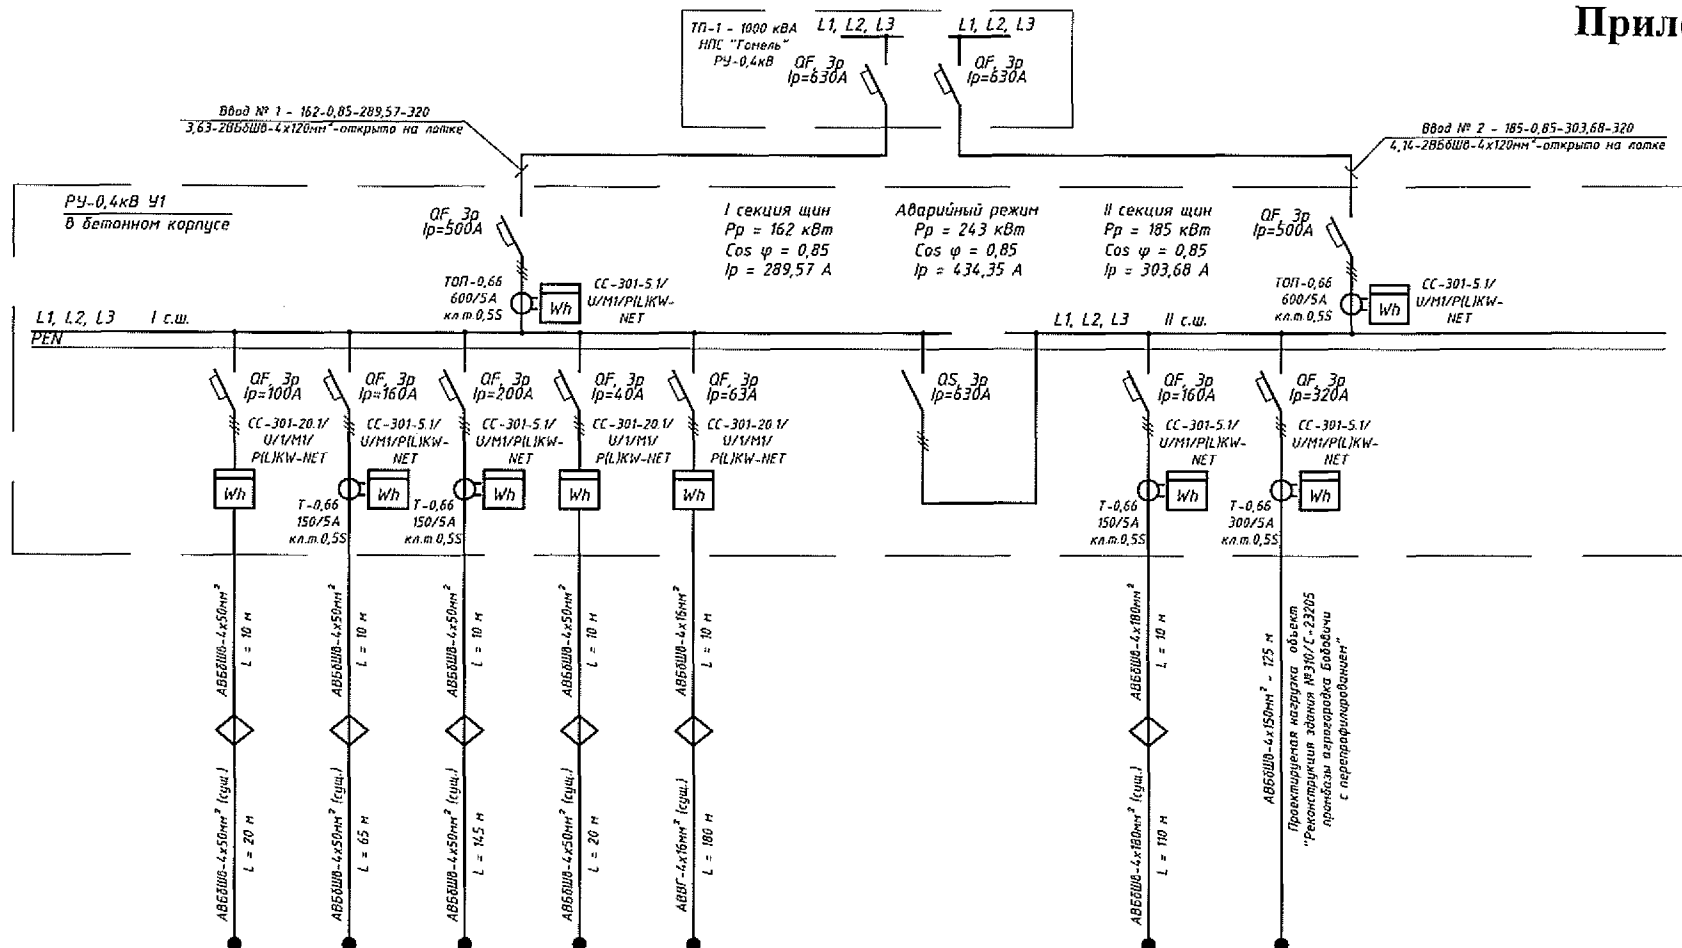 Прил
ТП-1 - 1000 кВА
НПС "Гомель"
РУ-0,4кВ
L1, L2, L3
L1, L2, L3
QF, 3р
Iр=630А
QF, 3р
Iр=630А
Ввод № 1 - 162-0,85-289,57-320
3,63-2ВБбШв-4х120мм²-открыто на лотке
Ввод № 2 - 185-0,85-303,68-320
4,14-2ВБбШв-4х120мм²-открыто на лотке
РУ-0,4кВ У1
в бетонном корпусе
QF, 3р
Iр=500А
I секция щин
Рр = 162 кВт
Cos φ = 0,85
Iр = 289,57 А
Аварийный режим
Рр = 243 кВт
Cos φ = 0,85
Iр = 434,35 А
II секция щин
Рр = 185 кВт
Cos φ = 0,85
Iр = 303,68 А
QF, 3р
Iр=500А
ТОП-0,66
600/5А
кл.т.0,5S
Wh
СС-301-5.1/
U/М1/Р(L)KW-
NET
ТОП-0,66
600/5А
кл.т.0,5S
Wh
СС-301-5.1/
U/М1/Р(L)KW-
NET
L1, L2, L3 I с.ш.
PEN
L1, L2, L3 II с.ш.
QF, 3р
Iр=100А
QF, 3р
Iр=160А
QF, 3р
Iр=200А
QF, 3р
Iр=40А
QF, 3р
Iр=63А
QS, 3р
Iр=630А
QF, 3р
Iр=160А
QF, 3р
Iр=320А
СС-301-20.1/
U/1/М1/
Р(L)KW-NET
СС-301-5.1/
U/М1/Р(L)KW-
NET
СС-301-5.1/
U/М1/Р(L)KW-
NET
СС-301-20.1/
U/1/М1/
Р(L)KW-NET
СС-301-20.1/
U/1/М1/
Р(L)KW-NET
СС-301-5.1/
U/М1/Р(L)KW-
NET
СС-301-5.1/
U/М1/Р(L)KW-
NET
Wh
Wh
Wh
Wh
Wh
Wh
Wh
Т-0,66
150/5А
кл.т.0,5S
Т-0,66
150/5А
кл.т.0,5S
Т-0,66
150/5А
кл.т.0,5S
Т-0,66
300/5А
кл.т.0,5S
АВБбШв-4х50мм²
L = 10 м
АВБбШв-4х50мм²
L = 10 м
АВБбШв-4х50мм²
L = 10 м
АВБбШв-4х50мм²
L = 10 м
АВБбШв-4х16мм²
L = 10 м
АВБбШв-4х180мм²
L = 10 м
АВБбШв-4х150мм² - 125 м
Проектируемая нагрузка объект
"Реконструкция здания №310/С-23205
промбазы агрогородка Бобовичи
с перепрофилированием"
АВБбШв-4х50мм² (сущ.)
L = 20 м
АВБбШв-4х50мм² (сущ.)
L = 65 м
АВБбШв-4х50мм² (сущ.)
L = 145 м
АВБбШв-4х50мм² (сущ.)
L = 20 м
АВВГ-4х16мм² (сущ.)
L = 180 м
АВБбШв-4х180мм² (сущ.)
L = 110 м